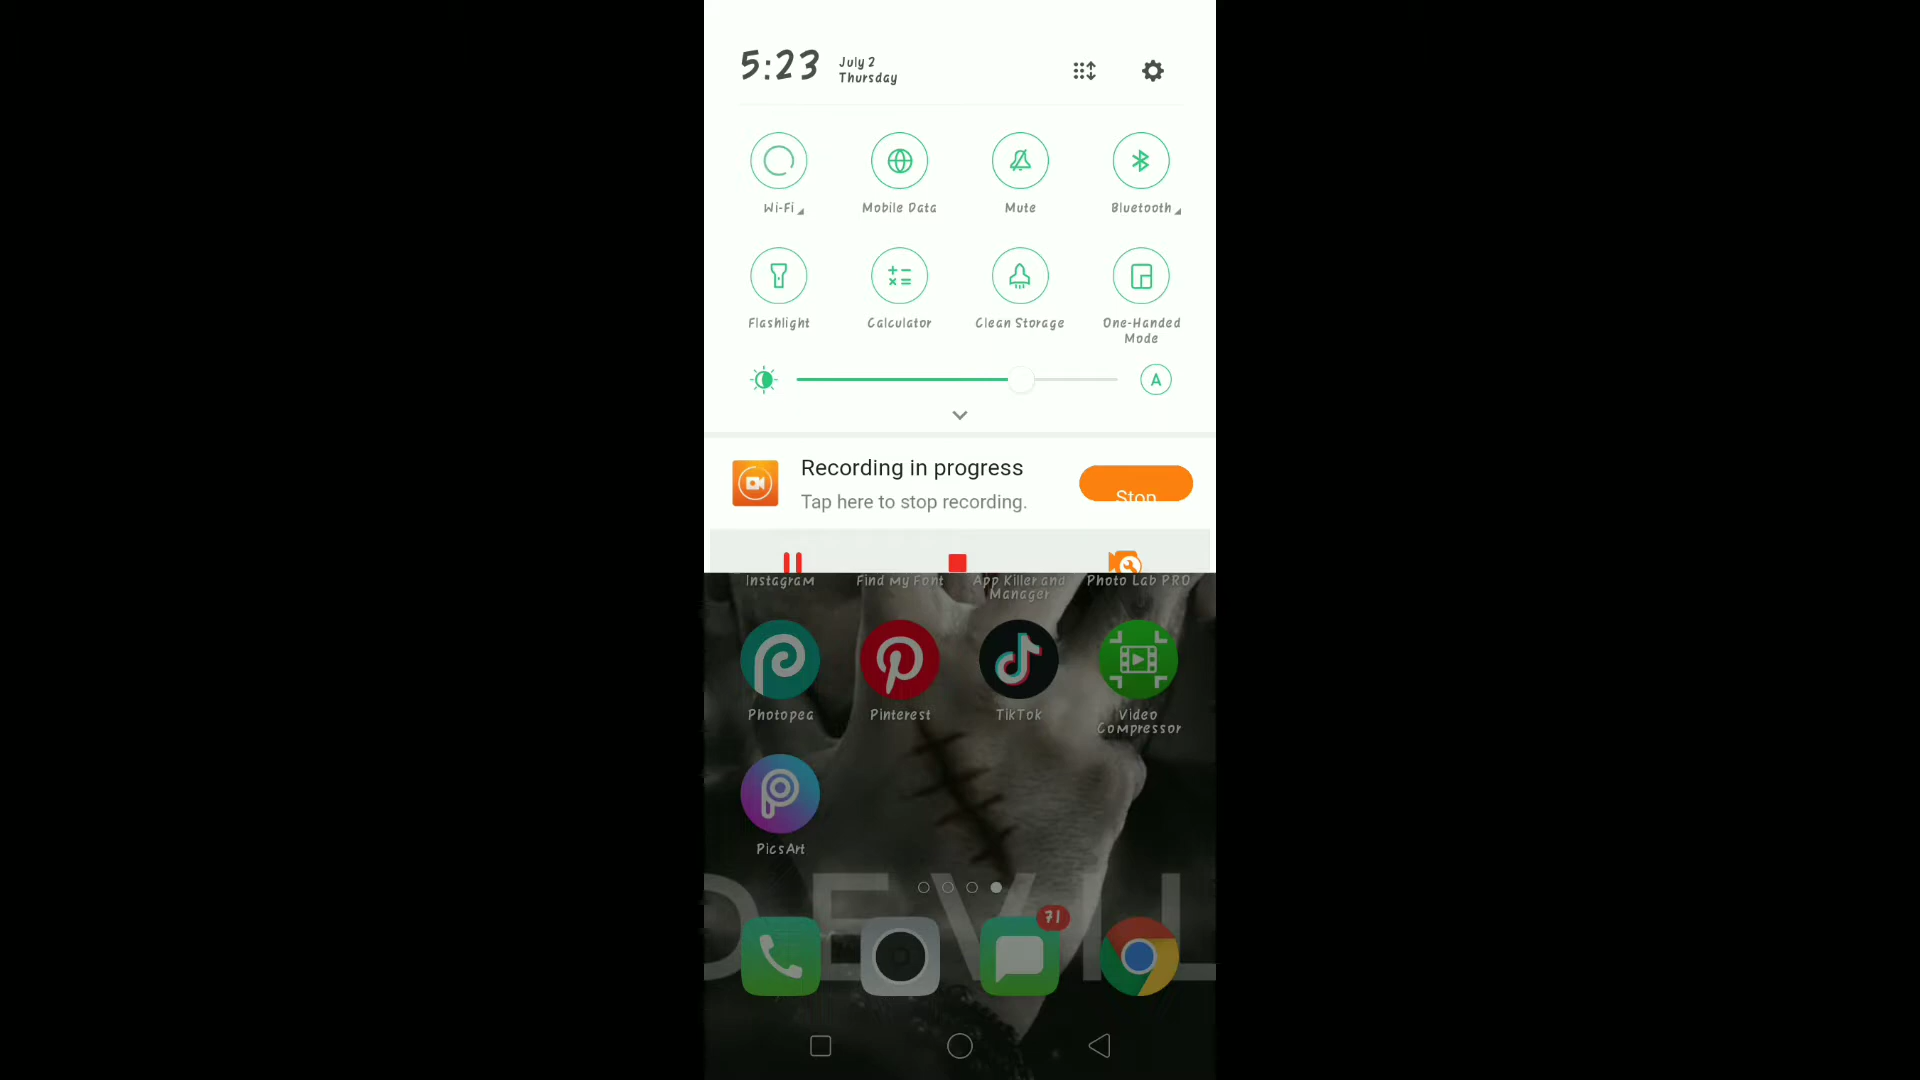 5:23
July 2
Thursday
Wi-Fi
Mobile Data
Mute
Bluetooth
Flashlight
Calculator
Clean Storage
One-Handed
Mode
A
Recording in progress
Tap here to stop recording.
Stop
Instagram
Find My Font
App Killer and
Manager
Photo Lab PRO
Photopea
Pinterest
TikTok
Video
Compressor
PicsArt
71
DEVIL